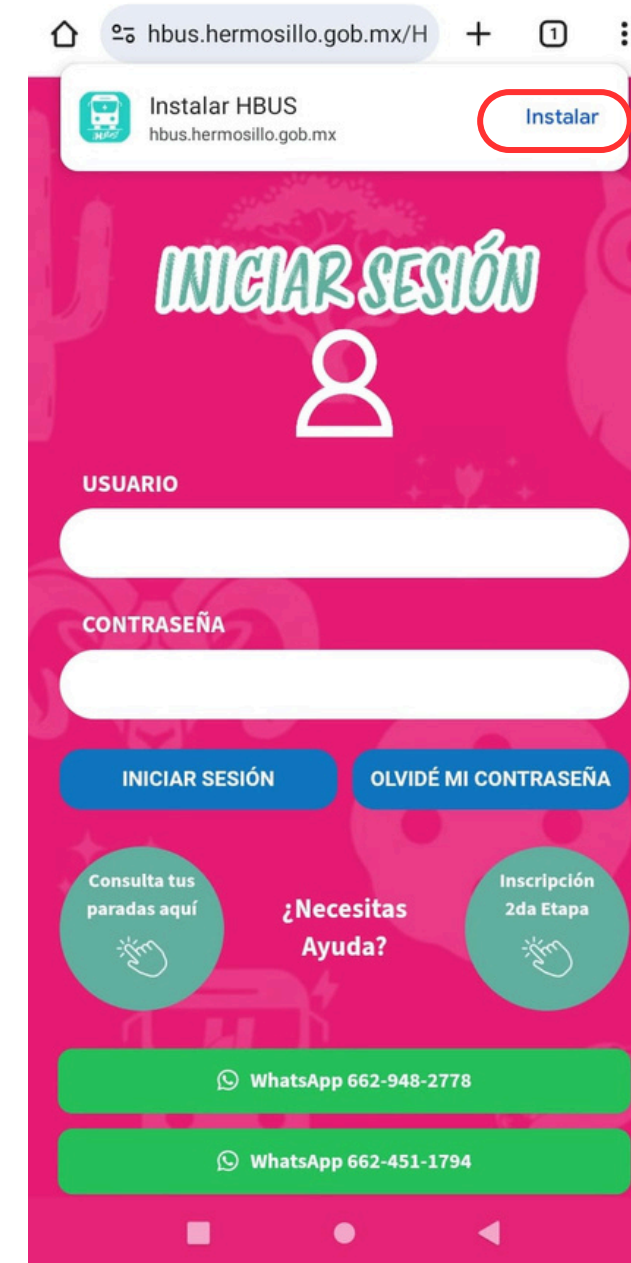 hbus.hermosillo.gob.mx/H
1
Instalar HBUS
hbus.hermosillo.gob.mx
Instalar
INICIAR SESIÓN
USUARIO
CONTRASEÑA
INICIAR SESIÓN
OLVIDÉ MI CONTRASEÑA
Consulta tus
paradas aquí
¿Necesitas
Ayuda?
Inscripción
2da Etapa
WhatsApp 662-948-2778
WhatsApp 662-451-1794